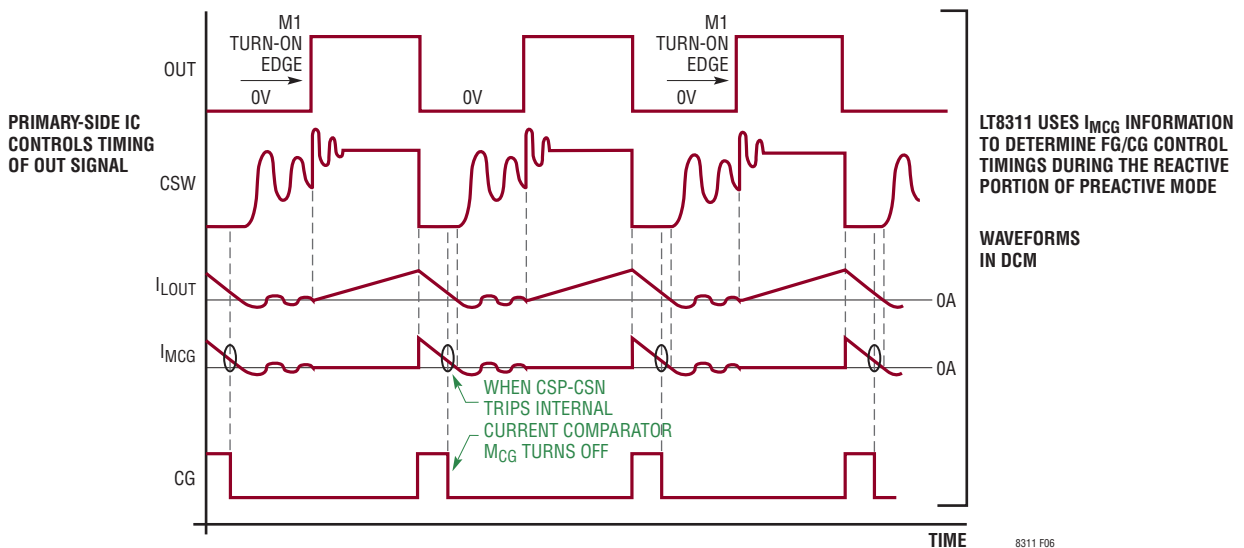 M1
TURN-ON
EDGE
M1
TURN-ON
EDGE
OUT
0V
0V
0V
PRIMARY-SIDE IC
CONTROLS TIMING
OF OUT SIGNAL
LT8311 USES IMCG INFORMATION
TO DETERMINE FG/CG CONTROL
TIMINGS DURING THE REACTIVE
PORTION OF PREACTIVE MODE
CSW
WAVEFORMS
IN DCM
ILOUT
0A
IMCG
0A
WHEN CSP-CSN
TRIPS INTERNAL
CURRENT COMPARATOR
MCG TURNS OFF
CG
TIME
8311 F06